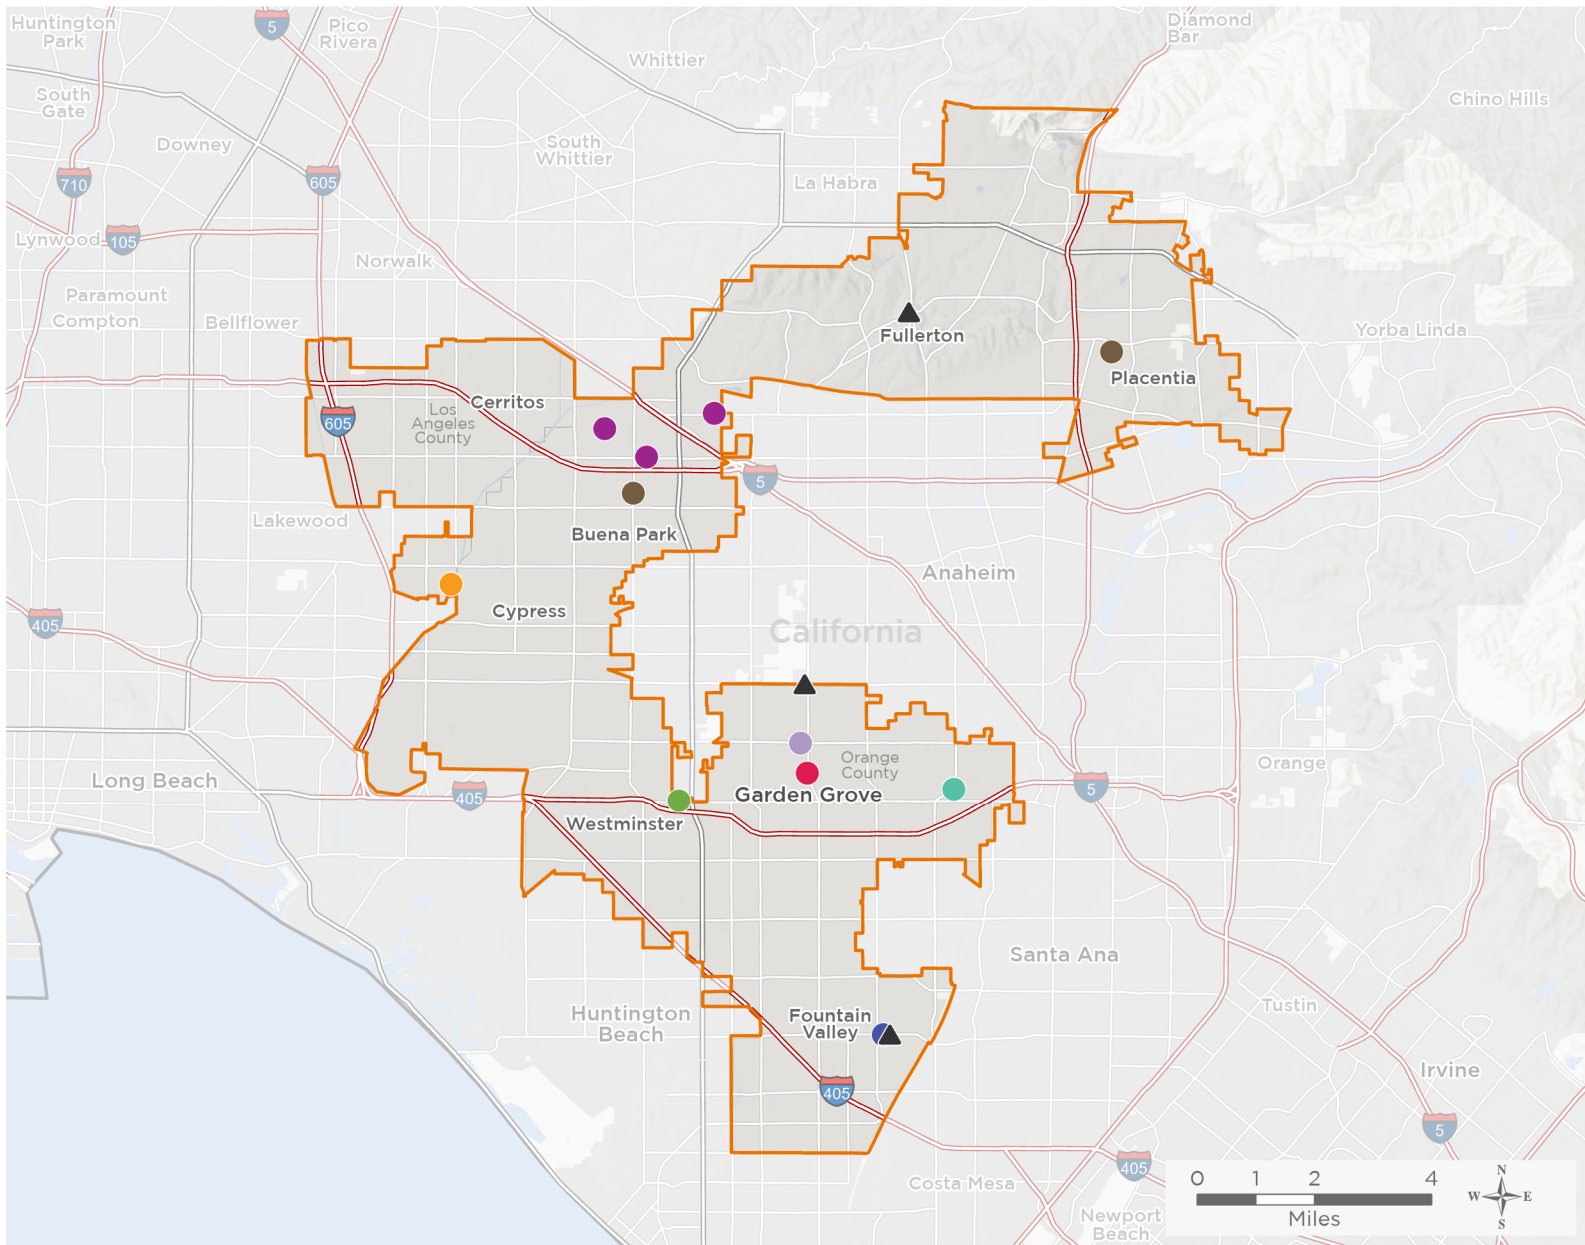 Huntington
Park
5
Pico
Rivera
Diamond
Bar
Whittier
South
Gate
Chino Hills
Downey
South
Whittier
710
605
La Habra
Lynwood
105
Norwalk
Paramount
Compton
Bellflower
Fullerton
Yorba Linda
Placentia
Cerritos
Los
Angeles
County
605
5
Lakewood
Buena Park
Anaheim
405
Cypress
California
Orange
County
Orange
Long Beach
405
Garden Grove
5
Westminster
Santa Ana
Huntington
Beach
Fountain
Valley
Tustin
Irvine
405
5
405
Costa Mesa
Newport
Beach
0 1 2 4
Miles
N
W E
S